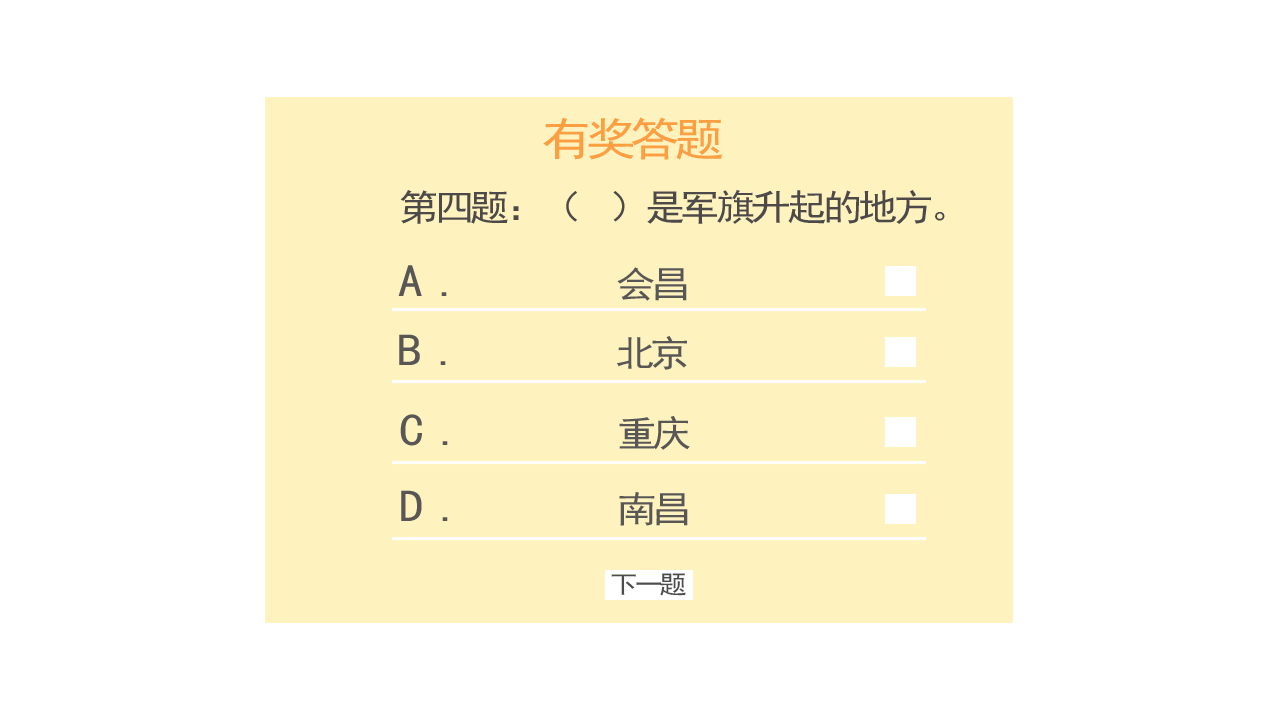 有奖答题
第四题：（　）是军旗升起的地方。
A. 会昌
B. 北京
C. 重庆
D. 南昌
下一题